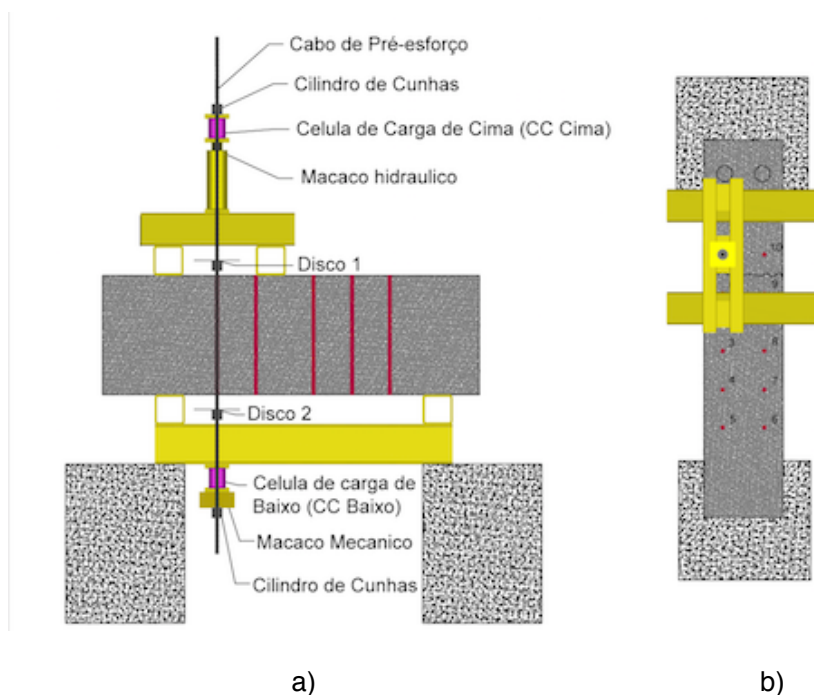 Cabo de Pré-esforço
Cilindro de Cunhas
Celula de Carga de Cima (CC Cima)
Macaco hidraulico
Disco 1
Disco 2
Celula de carga de
Baixo (CC Baixo)
Macaco Mecanico
Cilindro de Cunhas
10
9
3 8
4 7
5 6
a) b)